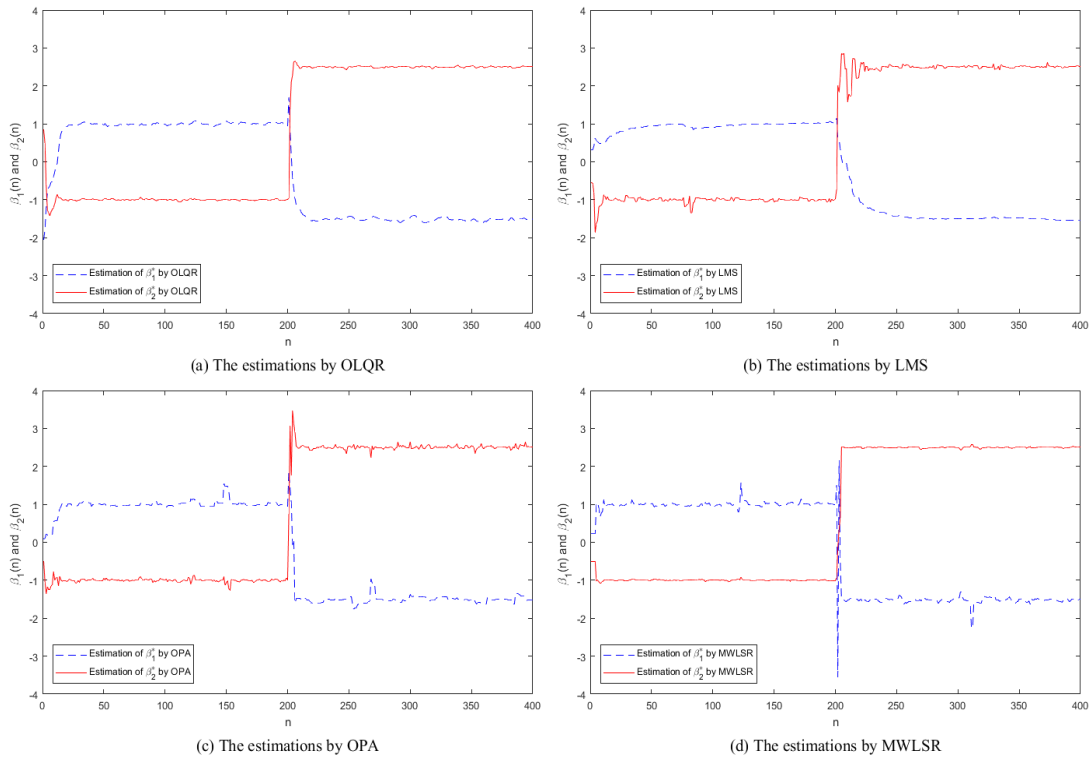 4
3
2
1
0
-1
-2
-3
-4
β₁(n) and β₂(n)
Estimation of β₁* by OLQR
Estimation of β₂* by OLQR
0 50 100 150 200 250 300 350 400
n
(a) The estimations by OLQR
4
3
2
1
0
-1
-2
-3
-4
β₁(n) and β₂(n)
Estimation of β₁* by LMS
Estimation of β₂* by LMS
0 50 100 150 200 250 300 350 400
n
(b) The estimations by LMS
4
3
2
1
0
-1
-2
-3
-4
β₁(n) and β₂(n)
Estimation of β₁* by OPA
Estimation of β₂* by OPA
0 50 100 150 200 250 300 350 400
n
(c) The estimations by OPA
4
3
2
1
0
-1
-2
-3
-4
β₁(n) and β₂(n)
Estimation of β₁* by MWLSR
Estimation of β₂* by MWLSR
0 50 100 150 200 250 300 350 400
n
(d) The estimations by MWLSR